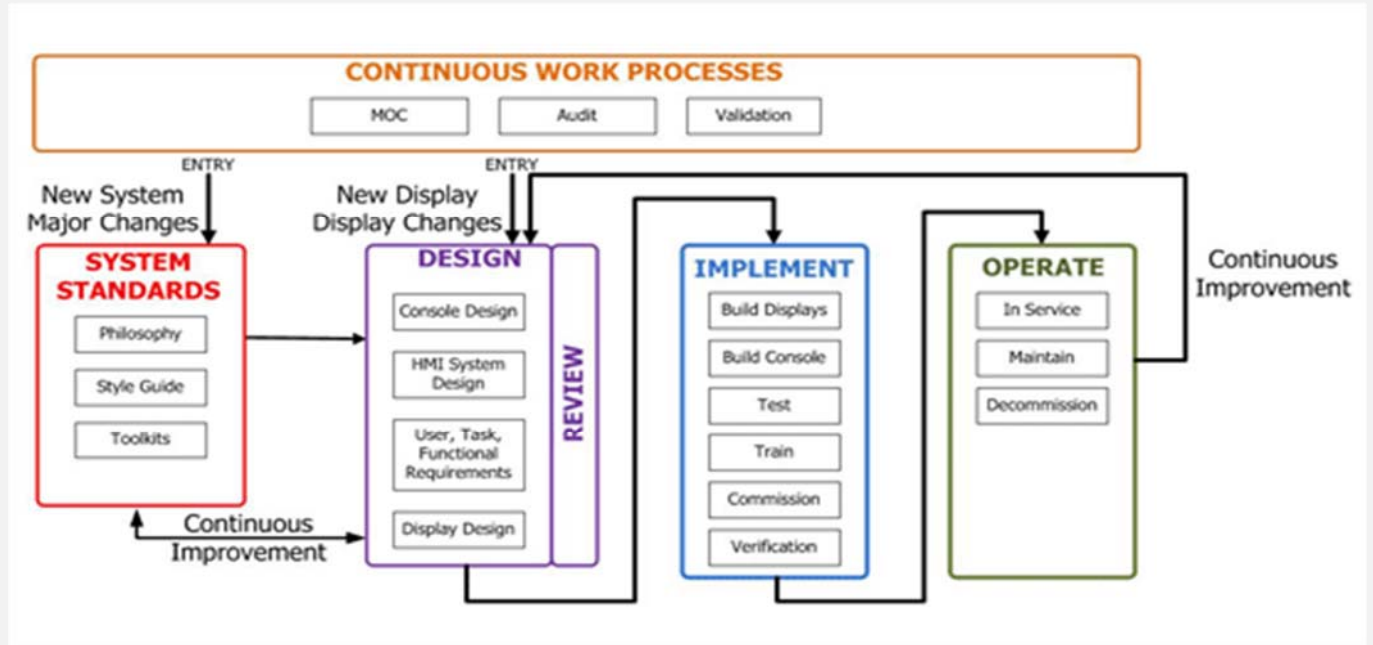 CONTINUOUS WORK PROCESSES
MOC
Audit
Validation
ENTRY
New System
Major Changes
ENTRY
New Display
Display Changes
SYSTEM
STANDARDS
Philosophy
Style Guide
Toolkits
Continuous
Improvement
DESIGN
Console Design
HMI System
Design
User, Task,
Functional
Requirements
Display Design
REVIEW
IMPLEMENT
Build Displays
Build Console
Test
Train
Commission
Verification
OPERATE
In Service
Maintain
Decommission
Continuous
Improvement